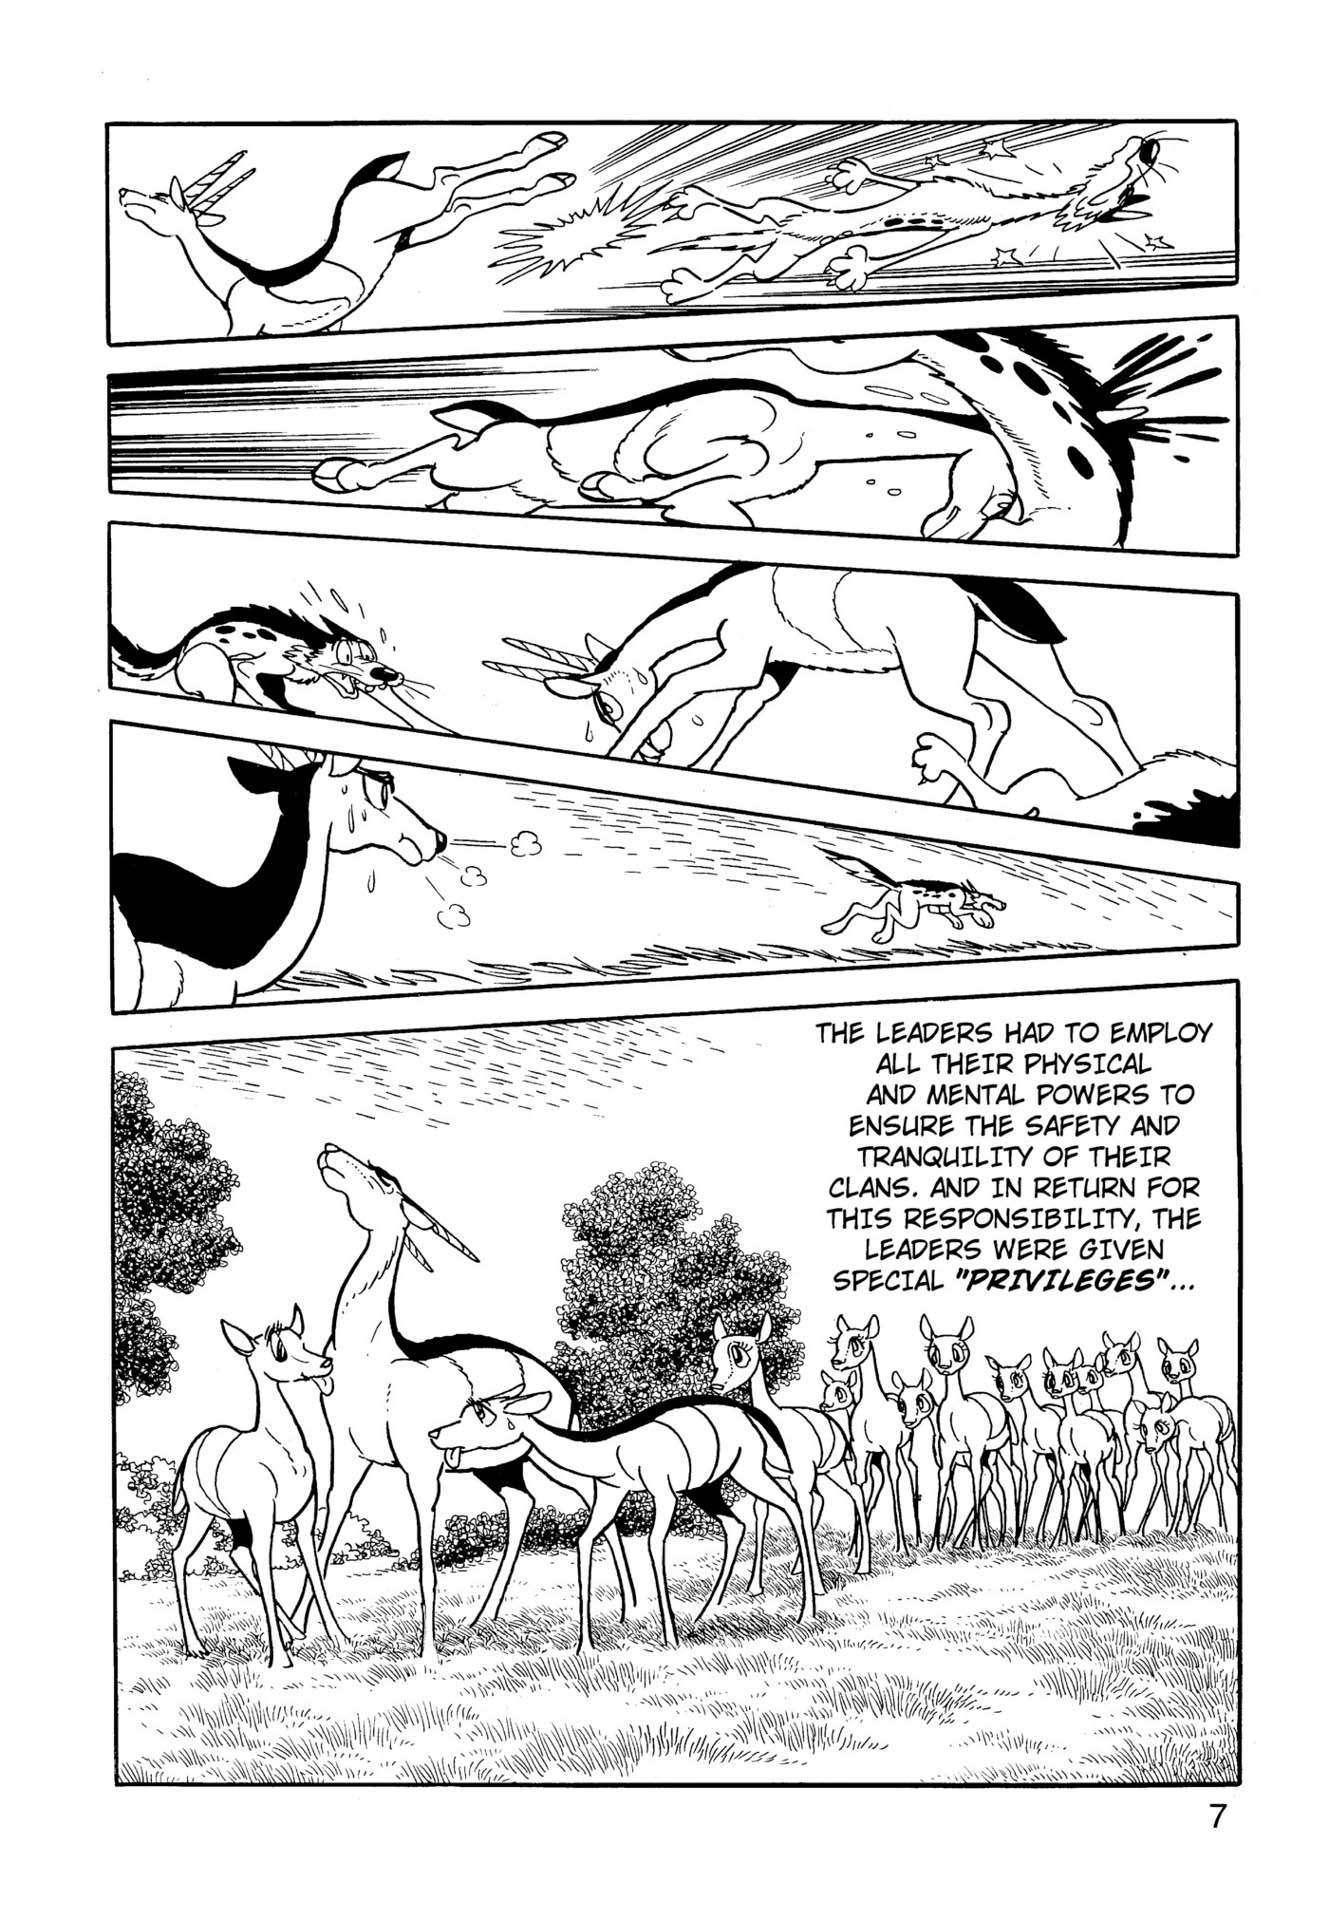 THE LEADERS HAD TO EMPLOY
ALL THEIR PHYSICAL
AND MENTAL POWERS TO
ENSURE THE SAFETY AND
TRANQUILITY OF THEIR
CLANS. AND IN RETURN FOR
THIS RESPONSIBILITY, THE
LEADERS WERE GIVEN
SPECIAL "PRIVILEGES"...
7